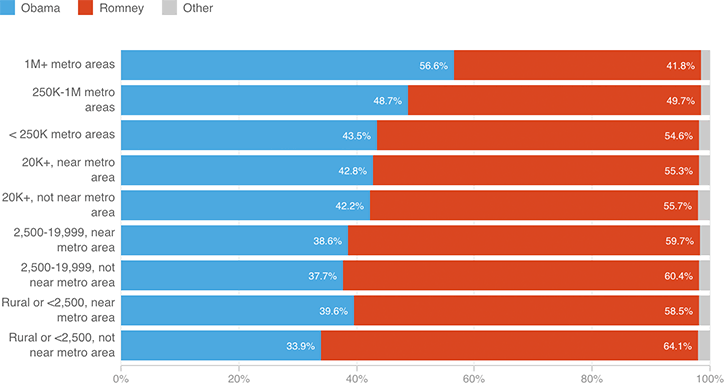 Obama Romney Other
1M+ metro areas 56.6% 41.8%
250K-1M metro
areas 48.7% 49.7%
< 250K metro areas 43.5% 54.6%
20K+, near metro
area 42.8% 55.3%
20K+, not near metro
area 42.2% 55.7%
2,500-19,999, near
metro area 38.6% 59.7%
2,500-19,999, not
near metro area 37.7% 60.4%
Rural or <2,500, near
metro area 39.6% 58.5%
Rural or <2,500, not
near metro area 33.9% 64.1%
0% 20% 40% 60% 80% 100%